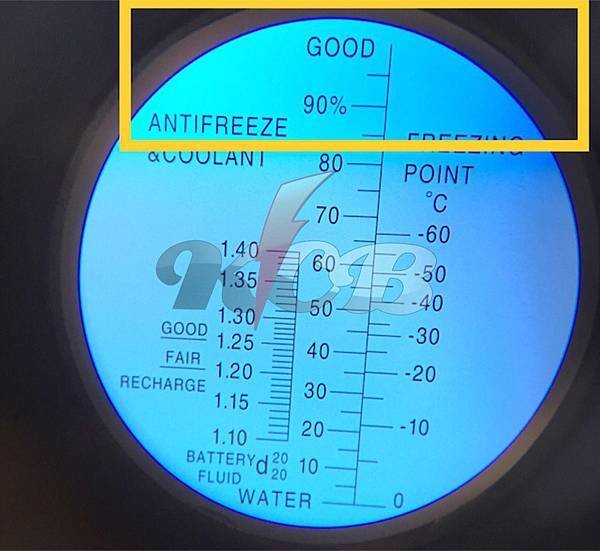 GOOD
90%
ANTIFREEZE
&COOLANT
FREEZING
POINT
°C
80
70
-60
1.40
60
-50
1.35
50
-40
1.30
GOOD
1.25
-30
40
FAIR
1.20
-20
RECHARGE
30
1.15
-10
20
1.10
BATTERY
FLUID
d 20
20
10
WATER
0
KCB